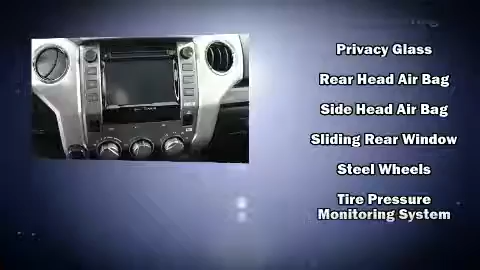 Privacy Glass
Rear Head Air Bag
Side Head Air Bag
Sliding Rear Window
Steel Wheels
Tire Pressure
Monitoring System